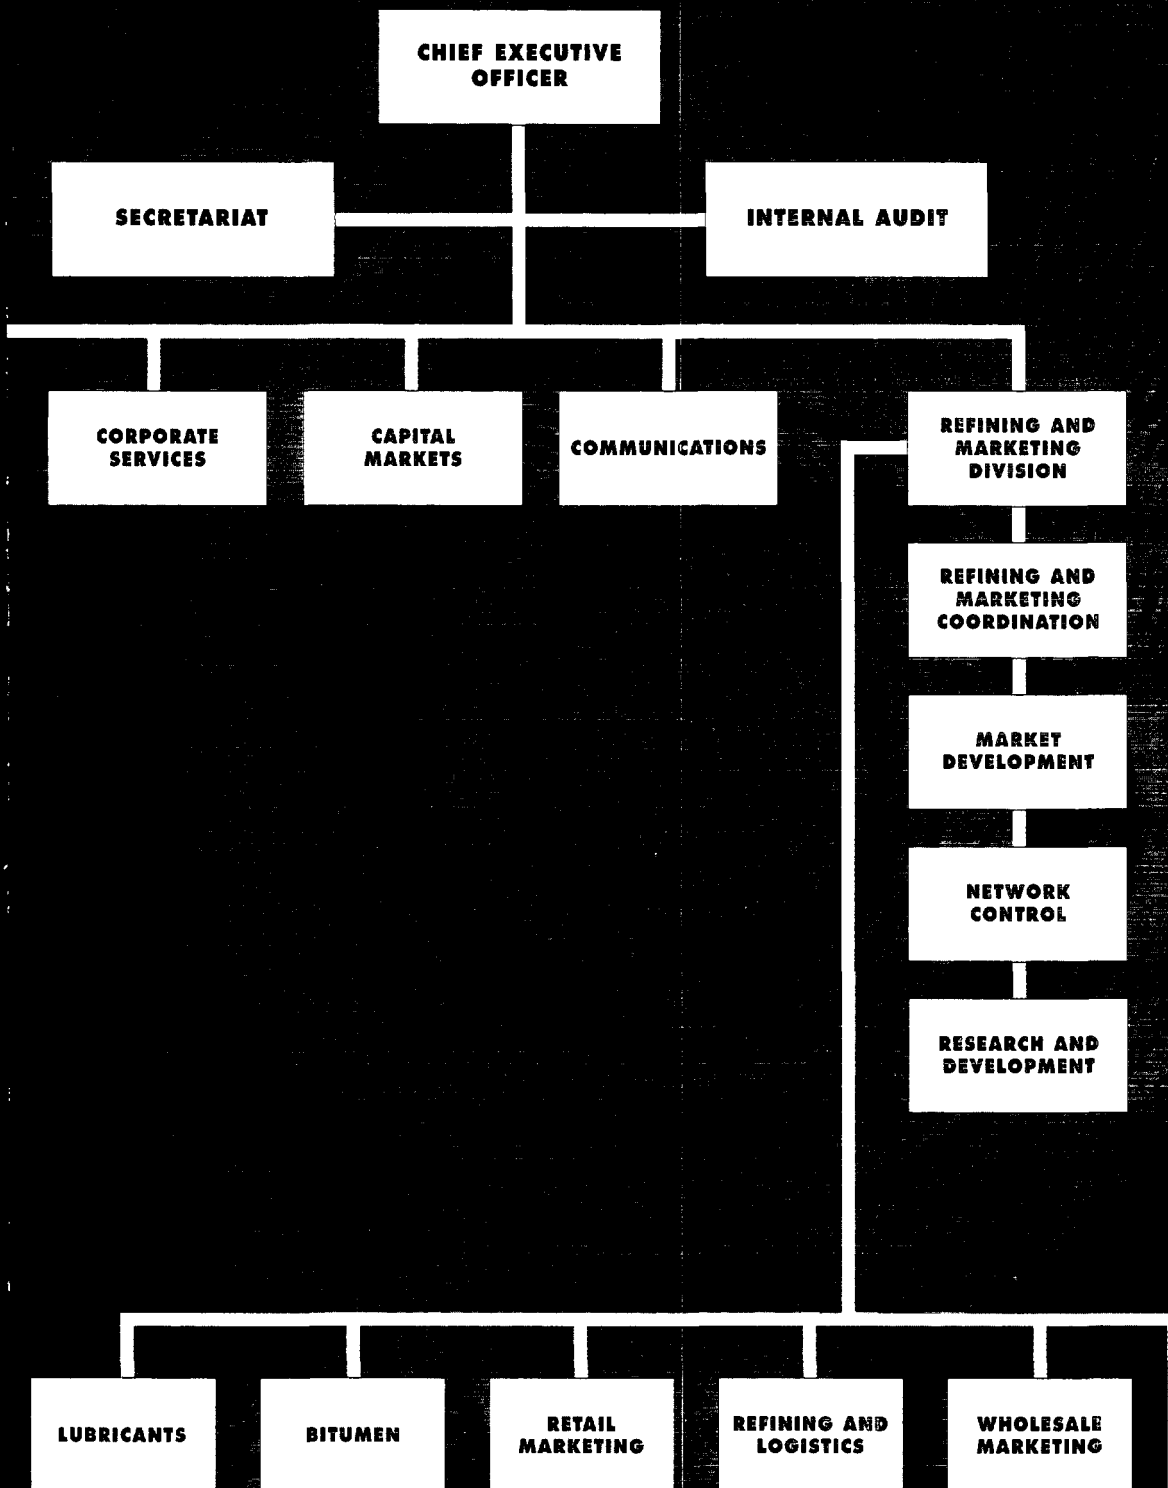 CHIEF EXECUTIVE
OFFICER
SECRETARIAT
INTERNAL AUDIT
CORPORATE
SERVICES
CAPITAL
MARKETS
COMMUNICATIONS
REFINING AND
MARKETING
DIVISION
REFINING AND
MARKETING
COORDINATION
MARKET
DEVELOPMENT
NETWORK
CONTROL
RESEARCH AND
DEVELOPMENT
LUBRICANTS
BITUMEN
RETAIL
MARKETING
REFINING AND
LOGISTICS
WHOLESALE
MARKETING